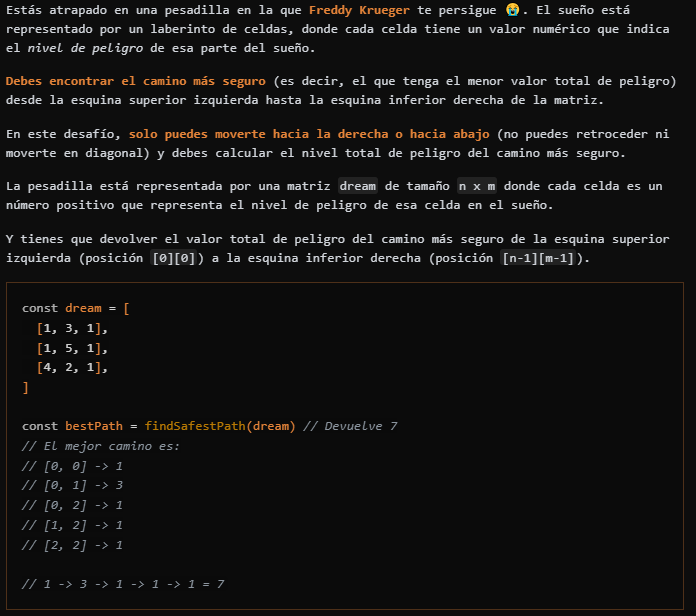 Estás atrapado en una pesadilla en la que Freddy Krueger te persigue 😭. El sueño está
representado por un laberinto de celdas, donde cada celda tiene un valor numérico que indica
el nivel de peligro de esa parte del sueño.
Debes encontrar el camino más seguro (es decir, el que tenga el menor valor total de peligro)
desde la esquina superior izquierda hasta la esquina inferior derecha de la matriz.
En este desafío, solo puedes moverte hacia la derecha o hacia abajo (no puedes retroceder ni
moverte en diagonal) y debes calcular el nivel total de peligro del camino más seguro.
La pesadilla está representada por una matriz dream de tamaño n x m donde cada celda es un
número positivo que representa el nivel de peligro de esa celda en el sueño.
Y tienes que devolver el valor total de peligro del camino más seguro de la esquina superior
izquierda (posición [0][0]) a la esquina inferior derecha (posición [n-1][m-1]).
const dream = [
  [1, 3, 1],
  [1, 5, 1],
  [4, 2, 1],
]
const bestPath = findSafestPath(dream) // Devuelve 7
// El mejor camino es:
// [0, 0] -> 1
// [0, 1] -> 3
// [0, 2] -> 1
// [1, 2] -> 1
// [2, 2] -> 1
// 1 -> 3 -> 1 -> 1 -> 1 = 7